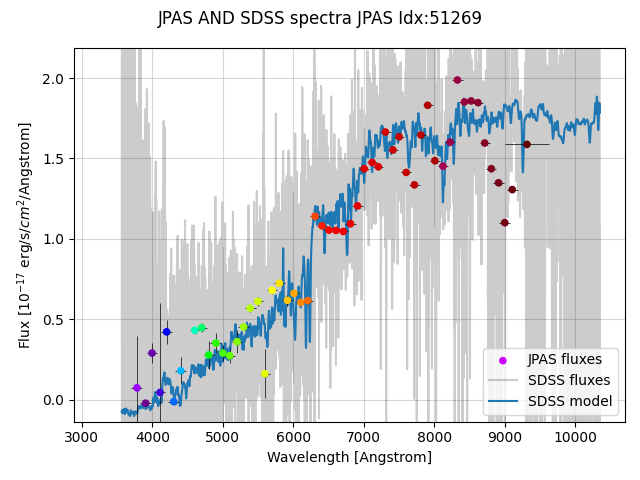 JPAS AND SDSS spectra JPAS Idx:51269
Flux [10⁻¹⁷ erg/s/cm²/Angstrom]
2.0
1.5
1.0
0.5
0.0
JPAS fluxes
SDSS fluxes
SDSS model
3000 4000 5000 6000 7000 8000 9000 10000
Wavelength [Angstrom]